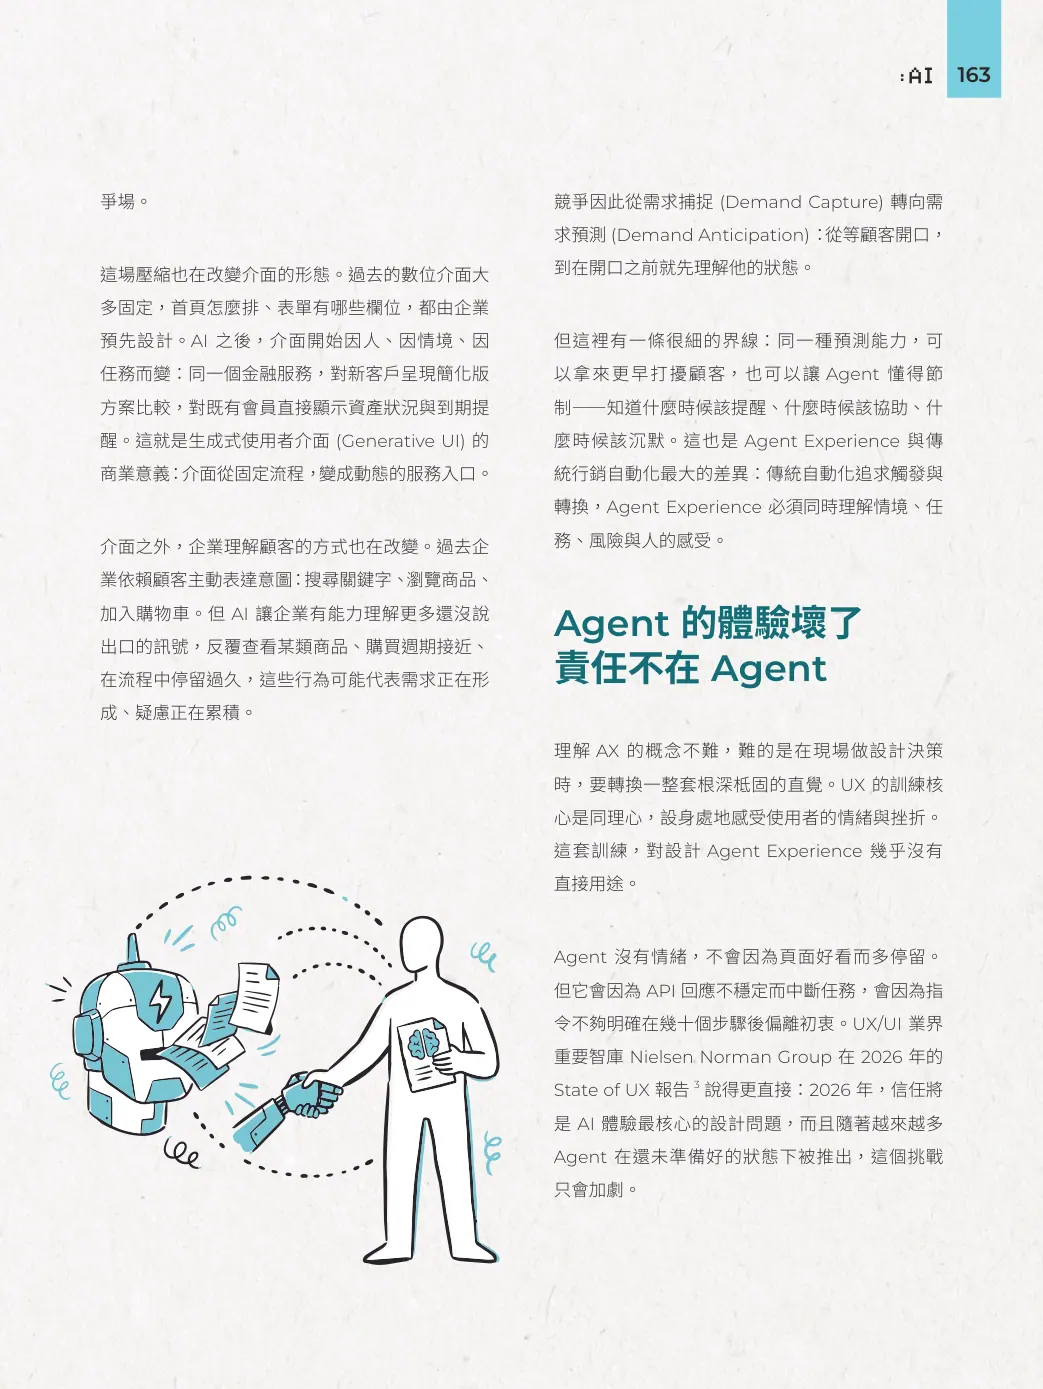 :AI 163
爭場。
這場壓縮也在改變介面的形態。過去的數位介面大
多固定，首頁怎麼排、表單有哪些欄位，都由企業
預先設計。AI 之後，介面開始因人、因情境、因
任務而變：同一個金融服務，對新客戶呈現簡化版
方案比較，對既有會員直接顯示資產狀況與到期提
醒。這就是生成式使用者介面 (Generative UI) 的
商業意義：介面從固定流程，變成動態的服務入口。
介面之外，企業理解顧客的方式也在改變。過去企
業依賴顧客主動表達意圖：搜尋關鍵字、瀏覽商品、
加入購物車。但 AI 讓企業有能力理解更多還沒說
出口的訊號，反覆查看某類商品、購買週期接近、
在流程中停留過久，這些行為可能代表需求正在形
成、疑慮正在累積。
競爭因此從需求捕捉 (Demand Capture) 轉向需
求預測 (Demand Anticipation)：從等顧客開口，
到在開口之前就先理解他的狀態。
但這裡有一條很細的界線：同一種預測能力，可
以拿來更早打擾顧客，也可以讓 Agent 懂得節
制——知道什麼時候該提醒、什麼時候該協助、什
麼時候該沉默。這也是 Agent Experience 與傳
統行銷自動化最大的差異：傳統自動化追求觸發與
轉換，Agent Experience 必須同時理解情境、任
務、風險與人的感受。
Agent 的體驗壞了
責任不在 Agent
理解 AX 的概念不難，難的是在現場做設計決策
時，要轉換一整套根深柢固的直覺。UX 的訓練核
心是同理心，設身處地感受使用者的情緒與挫折。
這套訓練，對設計 Agent Experience 幾乎沒有
直接用途。
Agent 沒有情緒，不會因為頁面好看而多停留。
但它會因為 API 回應不穩定而中斷任務，會因為指
令不夠明確在幾十個步驟後偏離初衷。UX/UI 業界
重要智庫 Nielsen Norman Group 在 2026 年的
State of UX 報告 3 說得更直接：2026 年，信任將
是 AI 體驗最核心的設計問題，而且隨著越來越多
Agent 在還未準備好的狀態下被推出，這個挑戰
只會加劇。